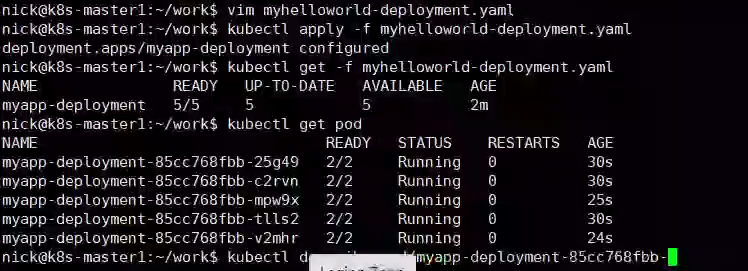 nick@k8s-master1:~/work$ vim myhelloworld-deployment.yaml
nick@k8s-master1:~/work$ kubectl apply -f myhelloworld-deployment.yaml
deployment.apps/myapp-deployment configured
nick@k8s-master1:~/work$ kubectl get -f myhelloworld-deployment.yaml
NAME READY UP-TO-DATE AVAILABLE AGE
myapp-deployment 5/5 5 5 2m
nick@k8s-master1:~/work$ kubectl get pod
NAME READY STATUS RESTARTS AGE
myapp-deployment-85cc768fbb-25g49 2/2 Running 0 30s
myapp-deployment-85cc768fbb-c2rvn 2/2 Running 0 30s
myapp-deployment-85cc768fbb-mpw9x 2/2 Running 0 25s
myapp-deployment-85cc768fbb-tlls2 2/2 Running 0 30s
myapp-deployment-85cc768fbb-v2mhr 2/2 Running 0 24s
nick@k8s-master1:~/work$ kubectl /myapp-deployment-85cc768fbb-